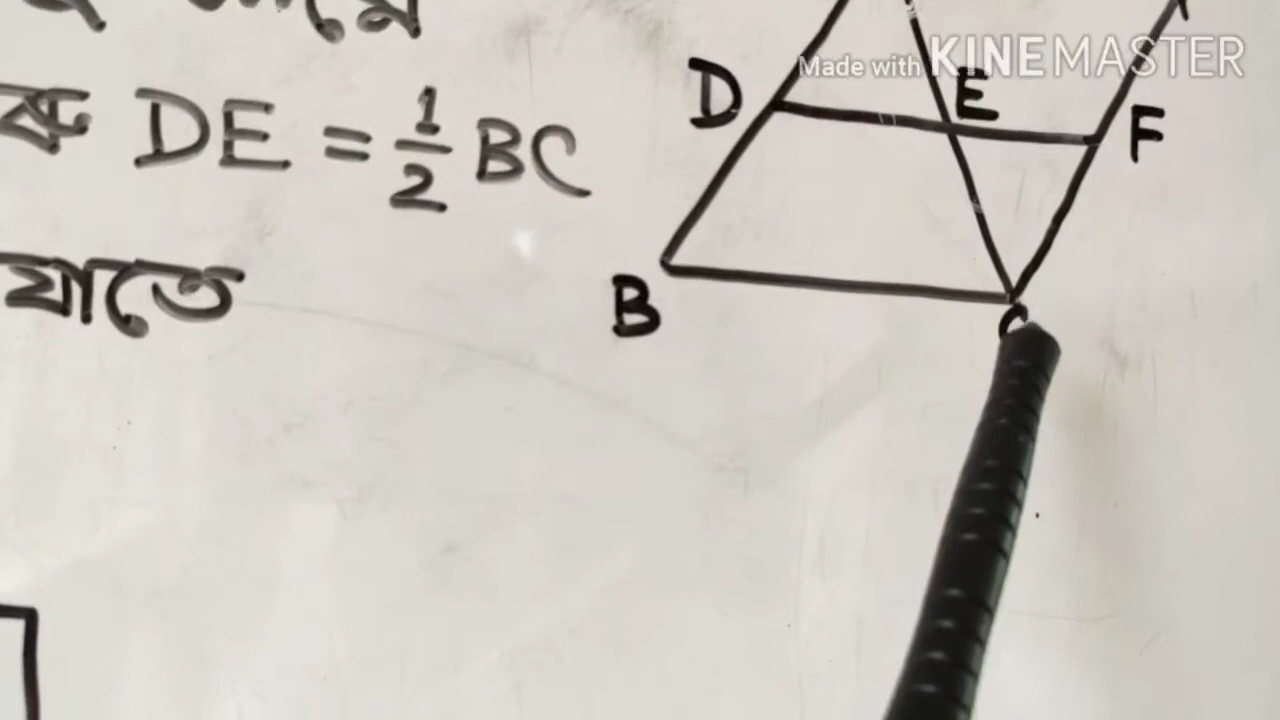 DE = 1/2 BC
যাতে
D
E
F
B
C
Made with KINEMASTER